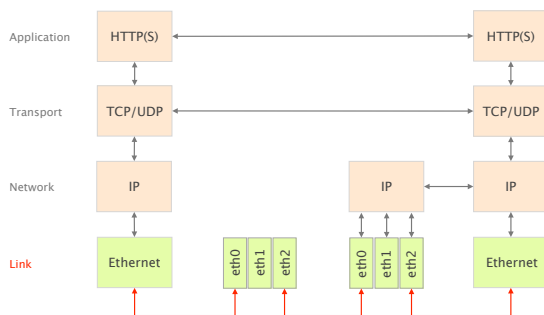 Application
HTTP(S)
HTTP(S)
Transport
TCP/UDP
TCP/UDP
Network
IP
IP
IP
Link
Ethernet
eth0
eth1
eth2
eth0
eth1
eth2
Ethernet